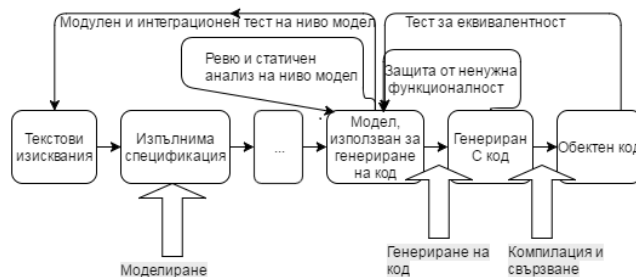 Модулен и интеграционен тест на ниво модел
Тест за еквивалентност
Ревю и статичен
анализ на ниво модел
Защита от ненужна
функционалност
Текстови
изисквания
Изпълнима
спецификация
...
Модел,
използван за
генериране
на код
Генериран
С код
Обектен код
Моделиране
Генериране на
код
Компилация и
свързване